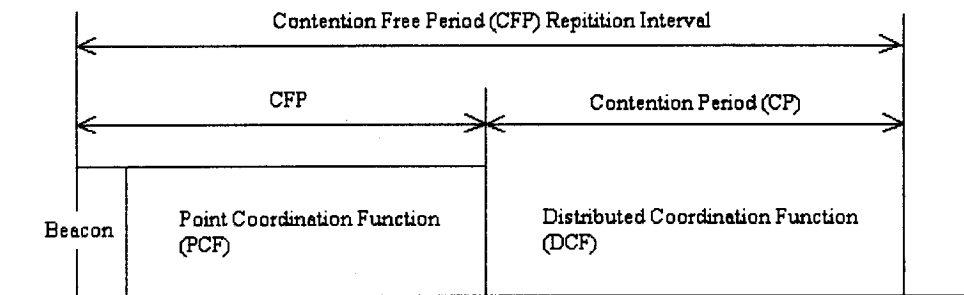 Contention Free Period (CFP) Repitition Interval
CFP
Contention Period (CP)
Beacon
Point Coordination Function
(PCF)
Distributed Coordination Function
(DCF)